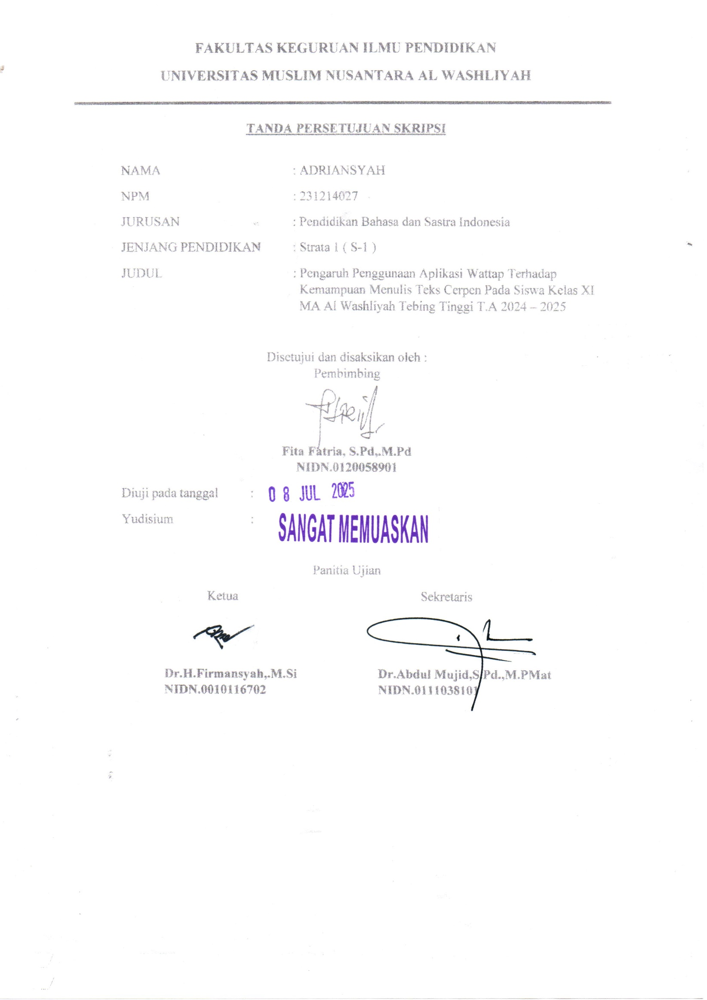 FAKULTAS KEGURUAN ILMU PENDIDIKAN
UNIVERSITAS MUSLIM NUSANTARA AL WASHLIYAH
TANDA PERSETUJUAN SKRIPSI
NAMA : ADRIANSYAH
NPM : 231214027
JURUSAN : Pendidikan Bahasa dan Sastra Indonesia
JENJANG PENDIDIKAN : Strata 1 ( S-1 )
JUDUL : Pengaruh Penggunaan Aplikasi Wattap Terhadap
Kemampuan Menulis Teks Cerpen Pada Siswa Kelas XI
MA Al Washliyah Tebing Tinggi T.A 2024 – 2025
Disetujui dan disaksikan oleh :
Pembimbing
Fita Fatria, S.Pd,.M.Pd
NIDN.0120058901
Diuji pada tanggal : 08 JUL 2025
Yudisium : SANGAT MEMUASKAN
Panitia Ujian
Ketua Sekretaris
Dr.H.Firmansyah,.M.Si Dr.Abdul Mujid,S.Pd.,M.PMat
NIDN.0010116702 NIDN.0111038101